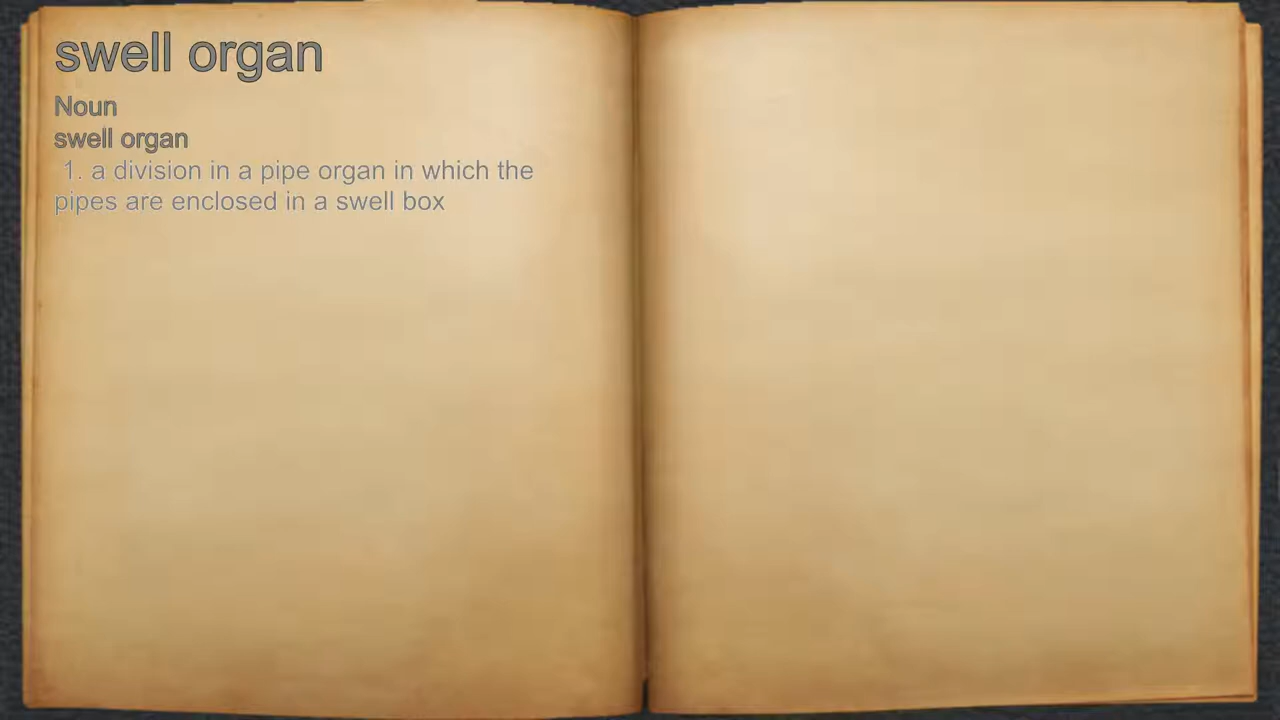 swell organ
Noun
swell organ
1. a division in a pipe organ in which the
pipes are enclosed in a swell box